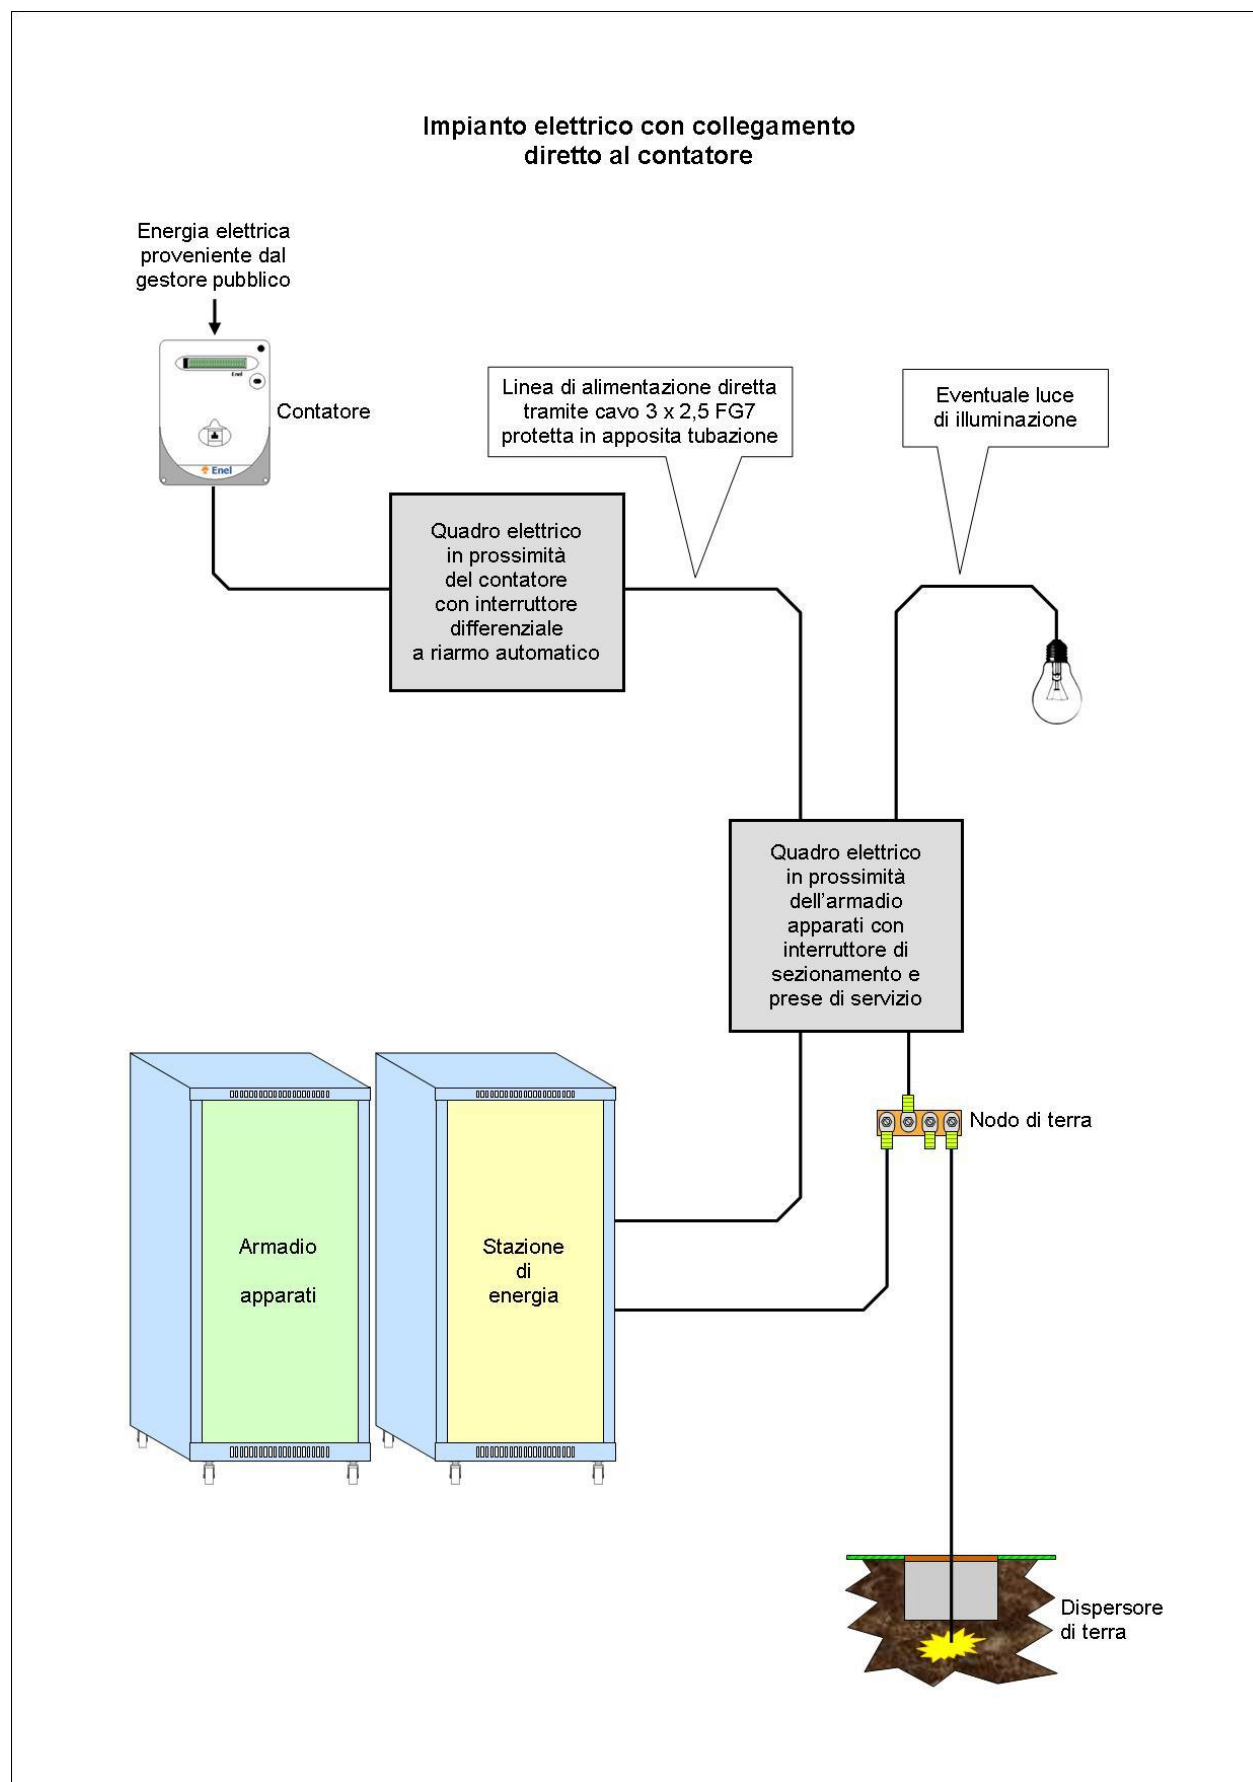 Impianto elettrico con collegamento
diretto al contatore
Energia elettrica
proveniente dal
gestore pubblico
Enel
Contatore
Enel
Linea di alimentazione diretta
tramite cavo 3 x 2,5 FG7
protetta in apposita tubazione
Eventuale luce
di illuminazione
Quadro elettrico
in prossimità
del contatore
con interruttore
differenziale
a riarmo automatico
Quadro elettrico
in prossimità
dell'armadio
apparati con
interruttore di
sezionamento e
prese di servizio
Nodo di terra
Armadio
apparati
Stazione
di
energia
Dispersore
di terra